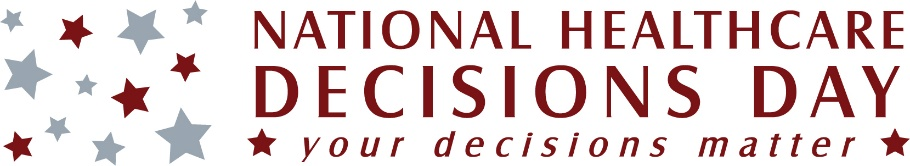 NATIONAL HEALTHCARE
DECISIONS DAY
your decisions matter